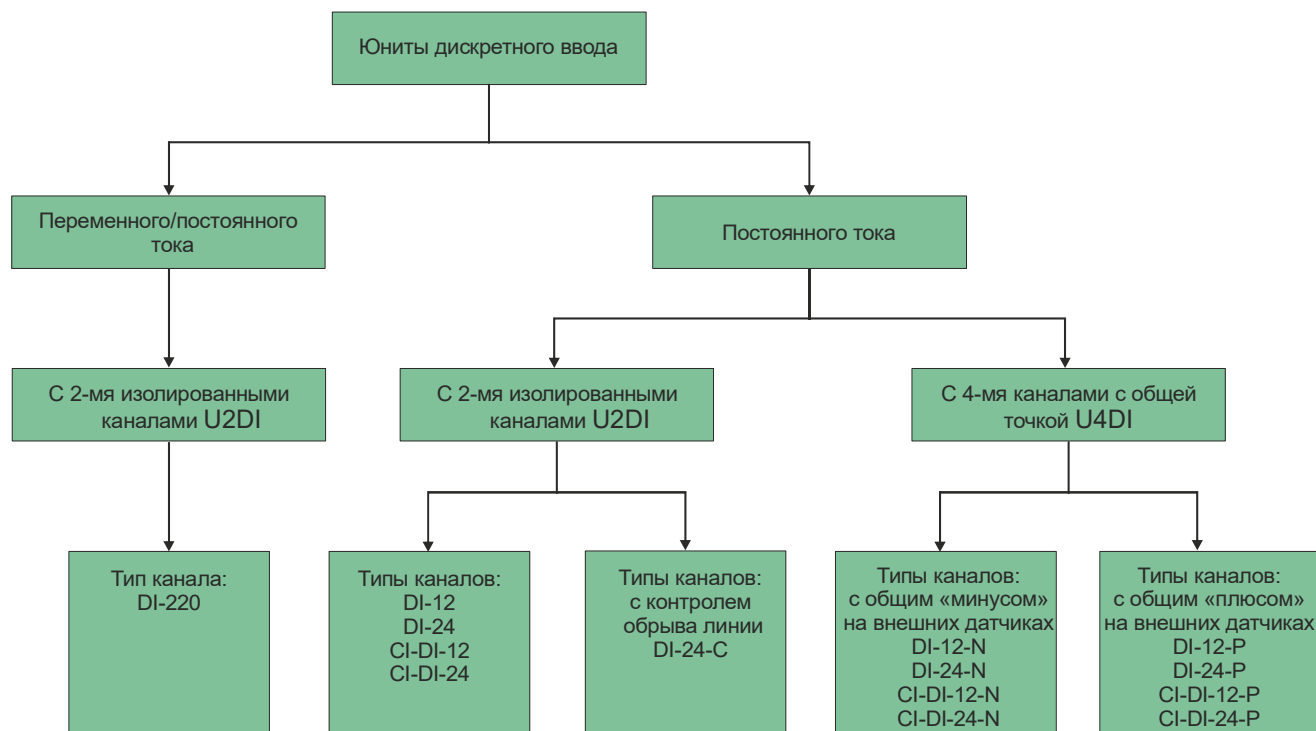 Юниты дискретного ввода
Переменного/постоянного
тока
Постоянного тока
С 2-мя изолированными
каналами U2DI
С 2-мя изолированными
каналами U2DI
С 4-мя каналами с общей
точкой U4DI
Тип канала:
DI-220
Типы каналов:
DI-12
DI-24
CI-DI-12
CI-DI-24
Типы каналов:
с контролем
обрыва линии
DI-24-C
Типы каналов:
с общим «минусом»
на внешних датчиках
DI-12-N
DI-24-N
CI-DI-12-N
CI-DI-24-N
Типы каналов:
с общим «плюсом»
на внешних датчиках
DI-12-P
DI-24-P
CI-DI-12-P
CI-DI-24-P